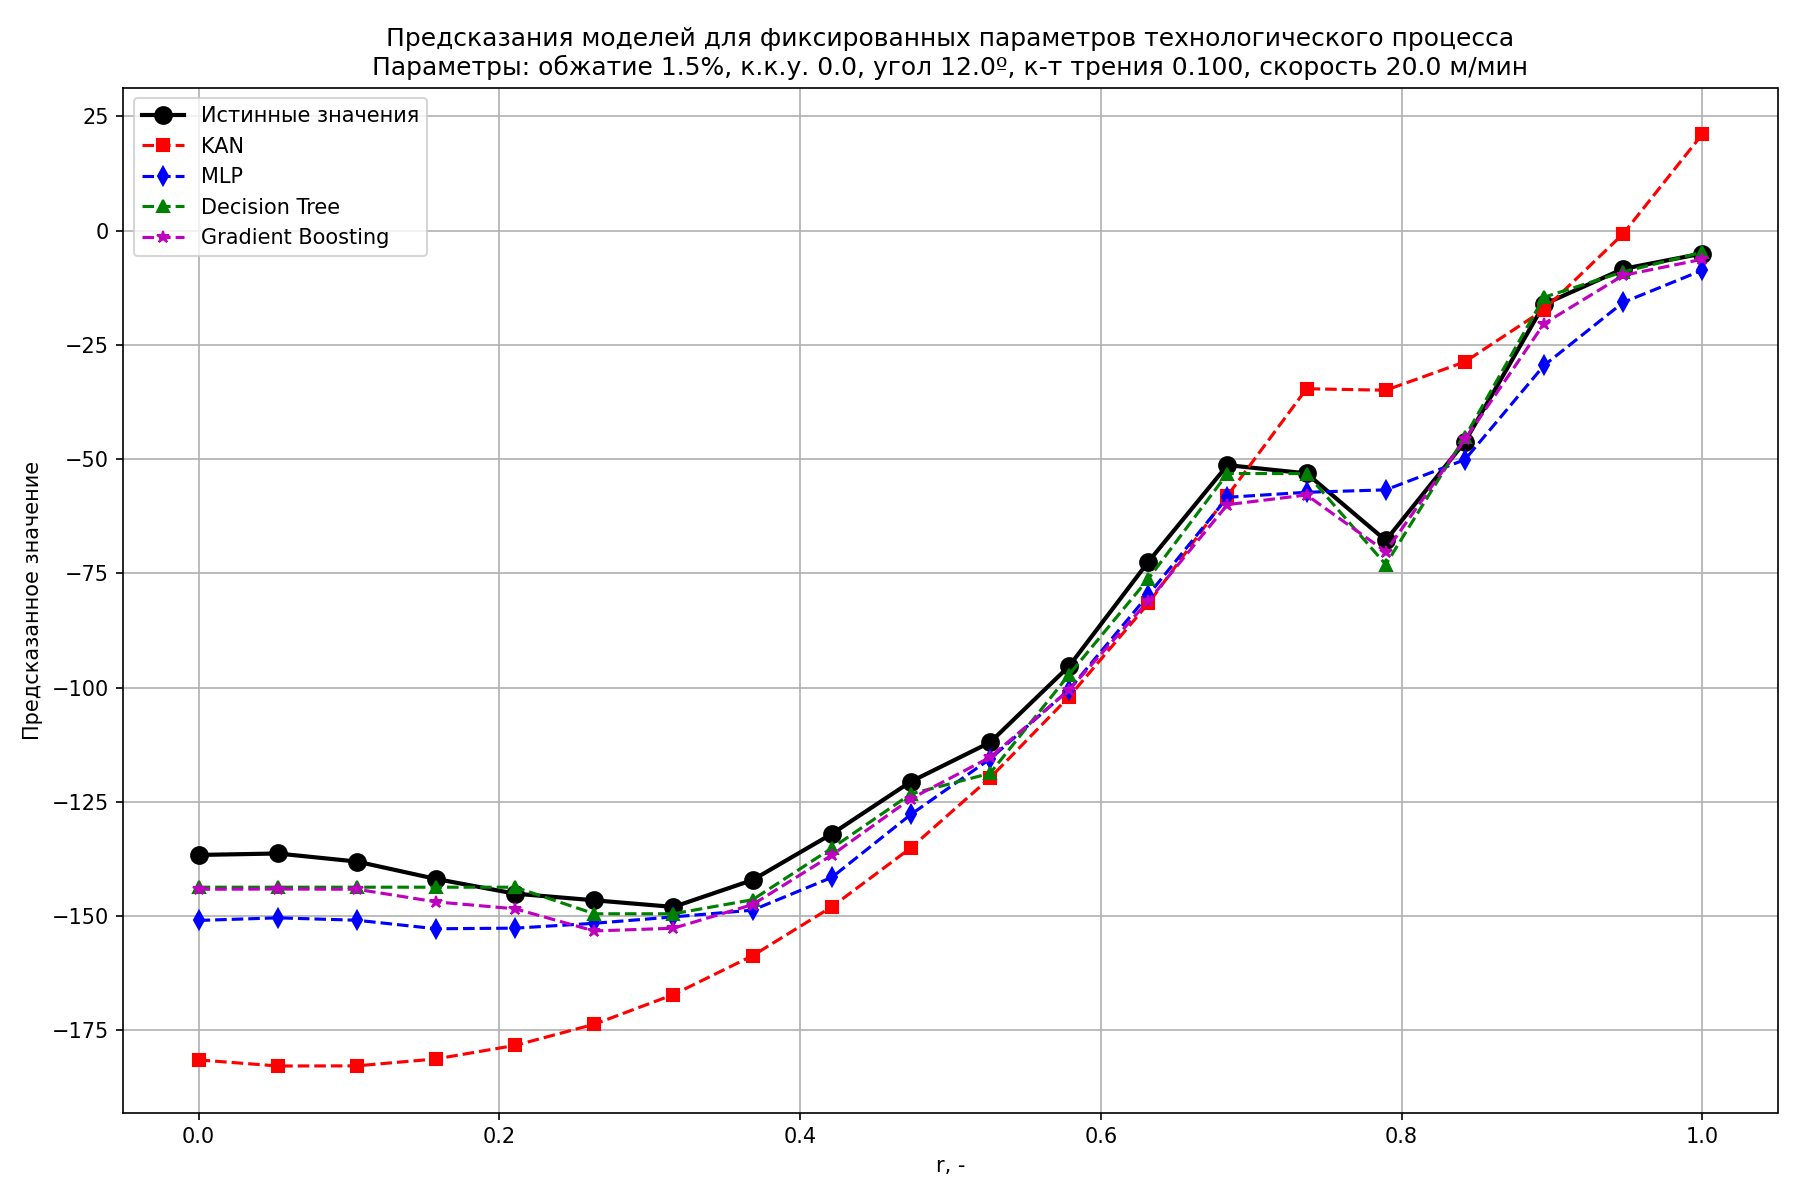 Предсказания моделей для фиксированных параметров технологического процесса
Параметры: обжатие 1.5%, к.к.у. 0.0, угол 12.0º, к-т трения 0.100, скорость 20.0 м/мин
Истинные значения
KAN
MLP
Decision Tree
Gradient Boosting
Предсказанное значение
25
0
−25
−50
−75
−100
−125
−150
−175
0.0
0.2
0.4
0.6
0.8
1.0
r, -